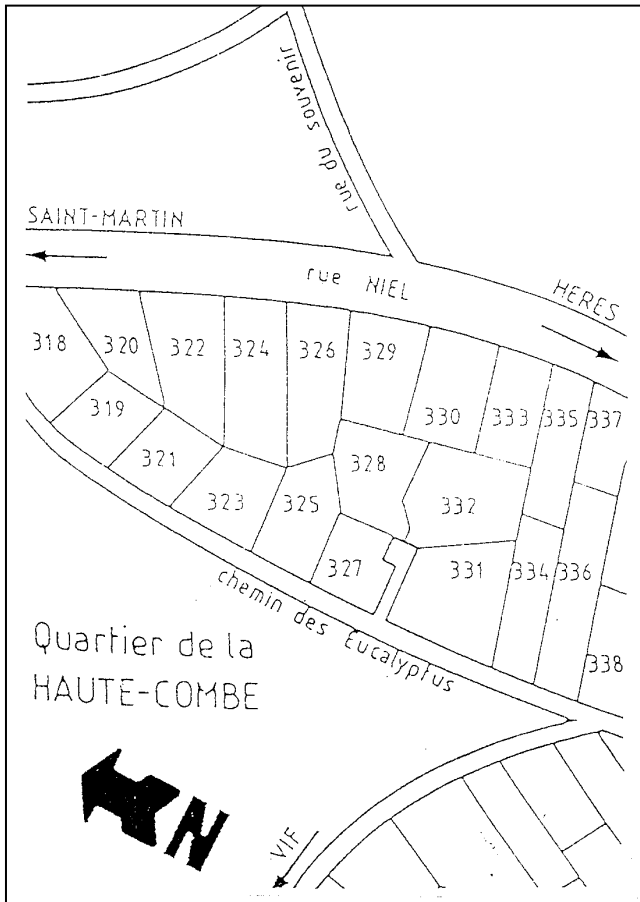 rue du souvenir
SAINT-MARTIN
rue NIEL
HERES
318
320
322
324
326
329
330
333
335
337
319
321
323
325
328
332
327
331
334
336
338
chemin des Eucalyptus
Quartier de la
HAUTE-COMBE
N
VIF